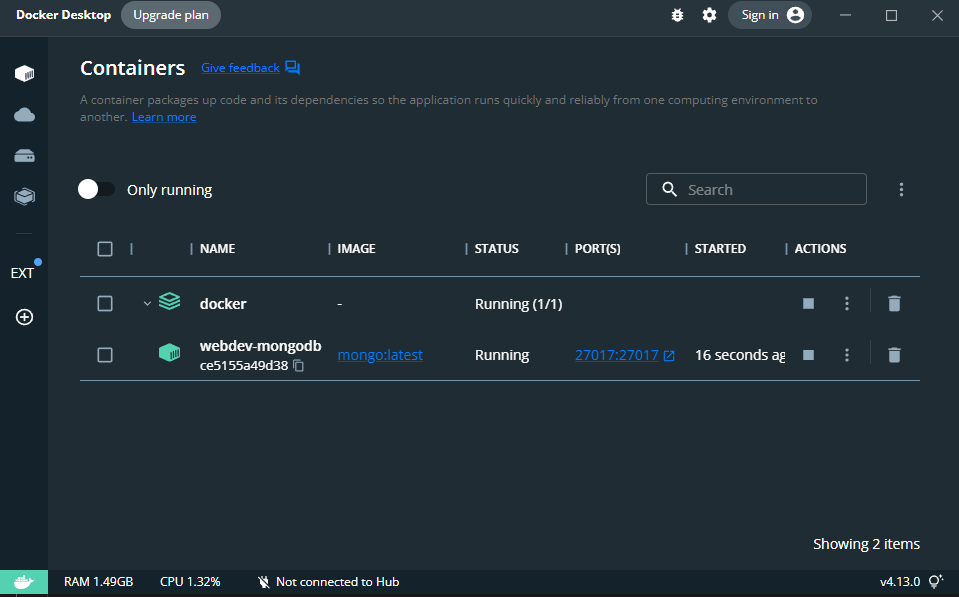 Docker Desktop Upgrade plan Sign in
Containers Give feedback
A container packages up code and its dependencies so the application runs quickly and reliably from one computing environment to
another. Learn more
Only running Search
NAME IMAGE STATUS PORT(S) STARTED ACTIONS
docker - Running (1/1)
webdev-mongodb
ce5155a49d38 mongo:latest Running 27017:27017 16 seconds ag
EXT
Showing 2 items
RAM 1.49GB CPU 1.32% Not connected to Hub v4.13.0